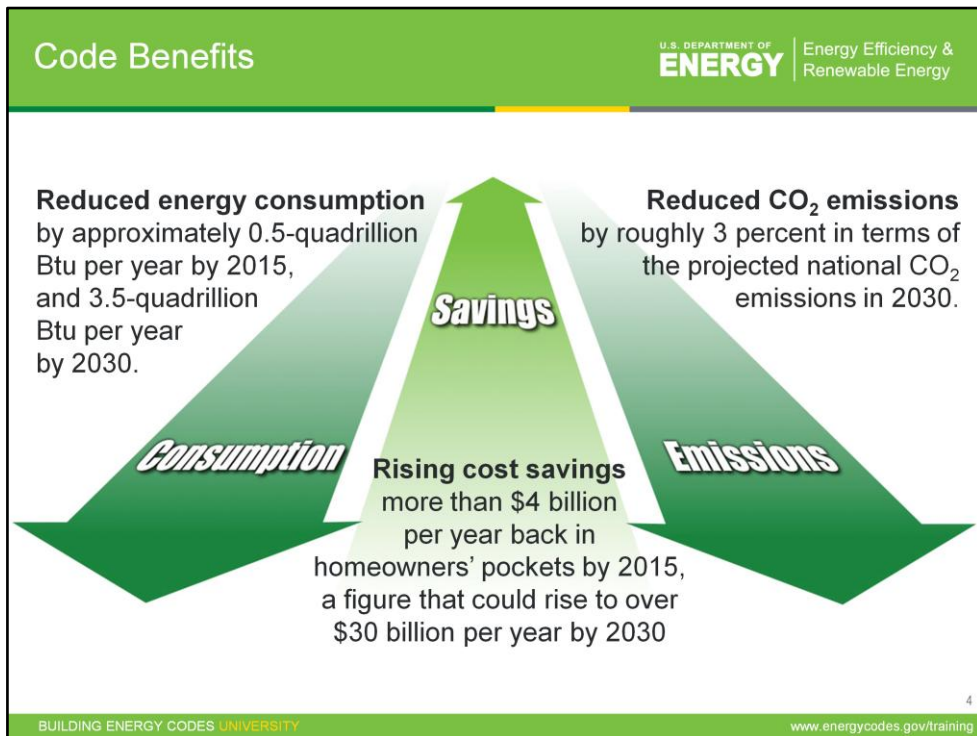 Code Benefits
U.S. DEPARTMENT OF
ENERGY
Energy Efficiency &
Renewable Energy
Reduced energy consumption
by approximately 0.5-quadrillion
Btu per year by 2015,
and 3.5-quadrillion
Btu per year
by 2030.
Consumption
Savings
Rising cost savings
more than $4 billion
per year back in
homeowners’ pockets by 2015,
a figure that could rise to over
$30 billion per year by 2030
Reduced CO₂ emissions
by roughly 3 percent in terms of
the projected national CO₂
emissions in 2030.
Emissions
4
BUILDING ENERGY CODES UNIVERSITY
www.energycodes.gov/training